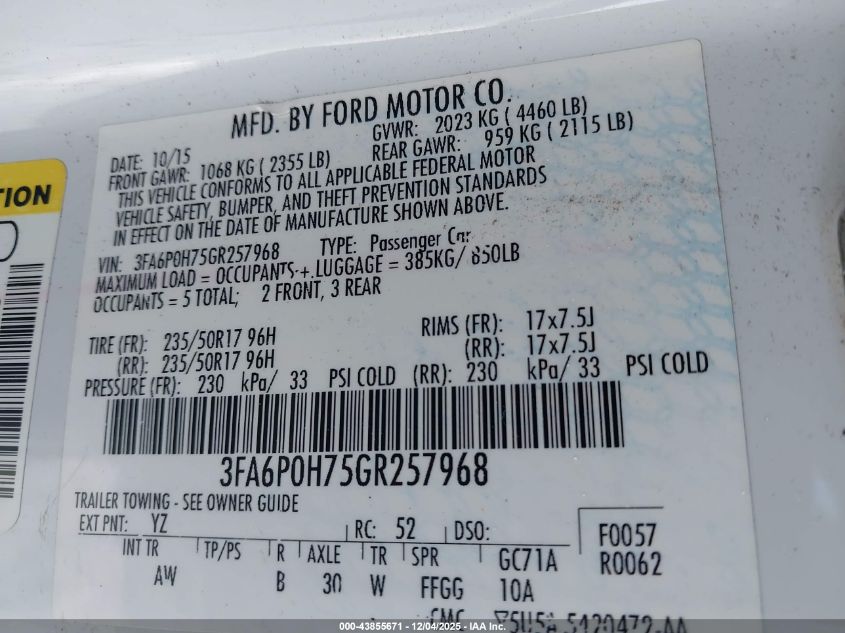 MFD. BY FORD MOTOR CO.
DATE: 10/15 GVWR: 2023 KG ( 4460 LB)
FRONT GAWR: 1068 KG ( 2355 LB) REAR GAWR: 959 KG ( 2115 LB)
THIS VEHICLE CONFORMS TO ALL APPLICABLE FEDERAL MOTOR
VEHICLE SAFETY, BUMPER, AND THEFT PREVENTION STANDARDS
IN EFFECT ON THE DATE OF MANUFACTURE SHOWN ABOVE.
VIN: 3FA6P0H75GR257968 TYPE: Passenger Car
MAXIMUM LOAD = OCCUPANTS + LUGGAGE = 385KG/ 850LB
OCCUPANTS = 5 TOTAL; 2 FRONT, 3 REAR
TIRE (FR): 235/50R17 96H RIMS (FR): 17x7.5J
(RR): 235/50R17 96H (RR): 17x7.5J
PRESSURE (FR): 230 kPa/ 33 PSI COLD (RR): 230 kPa/ 33 PSI COLD
3FA6P0H75GR257968
TRAILER TOWING - SEE OWNER GUIDE
EXT PNT: YZ RC: 52 DSO: F0057
INT TR TP/PS R AXLE TR SPR GC71A R0062
AW B 30 W FFGG 10A
000-43855671 - 12/04/2025 - IAA Inc.